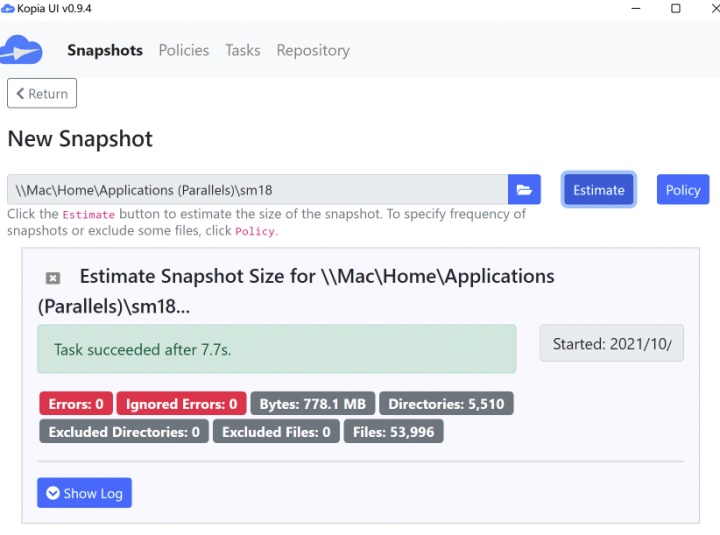 Kopia UI v0.9.4
Snapshots Policies Tasks Repository
Return
New Snapshot
\\Mac\Home\Applications (Parallels)\sm18 Estimate Policy
Click the Estimate button to estimate the size of the snapshot. To specify frequency of
snapshots or exclude some files, click Policy.
Estimate Snapshot Size for \\Mac\Home\Applications
(Parallels)\sm18...
Task succeeded after 7.7s. Started: 2021/10/
Errors: 0 Ignored Errors: 0 Bytes: 778.1 MB Directories: 5,510
Excluded Directories: 0 Excluded Files: 0 Files: 53,996
Show Log